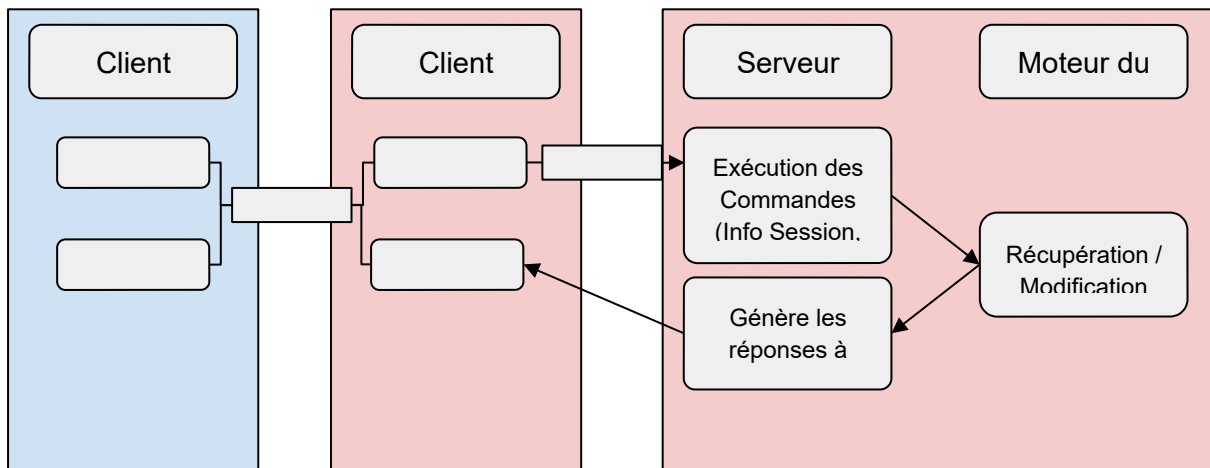 Client
Client
Serveur
Moteur du
Exécution des
Commandes
(Info Session,
Récupération /
Modification
Génère les
réponses à